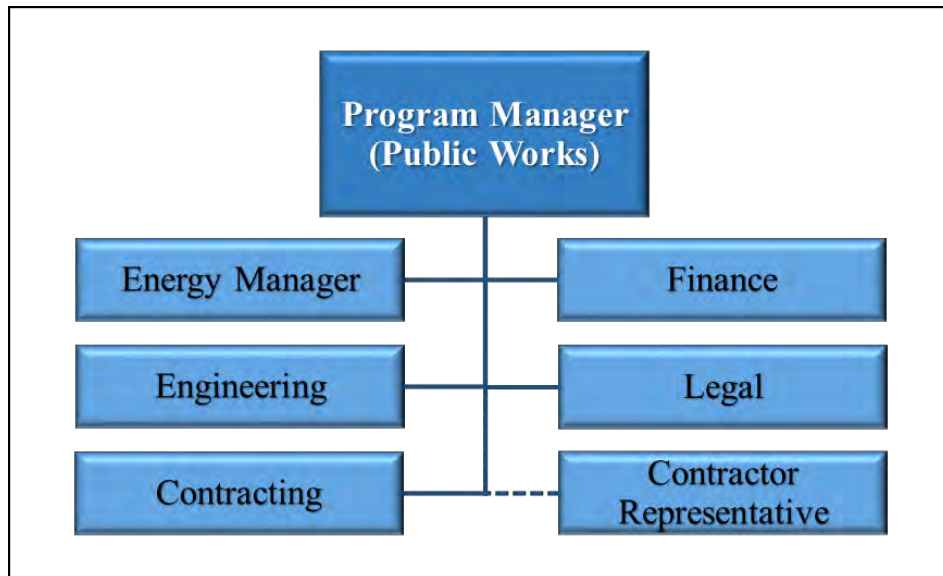 Program Manager
(Public Works)
Energy Manager
Finance
Engineering
Legal
Contracting
Contractor
Representative